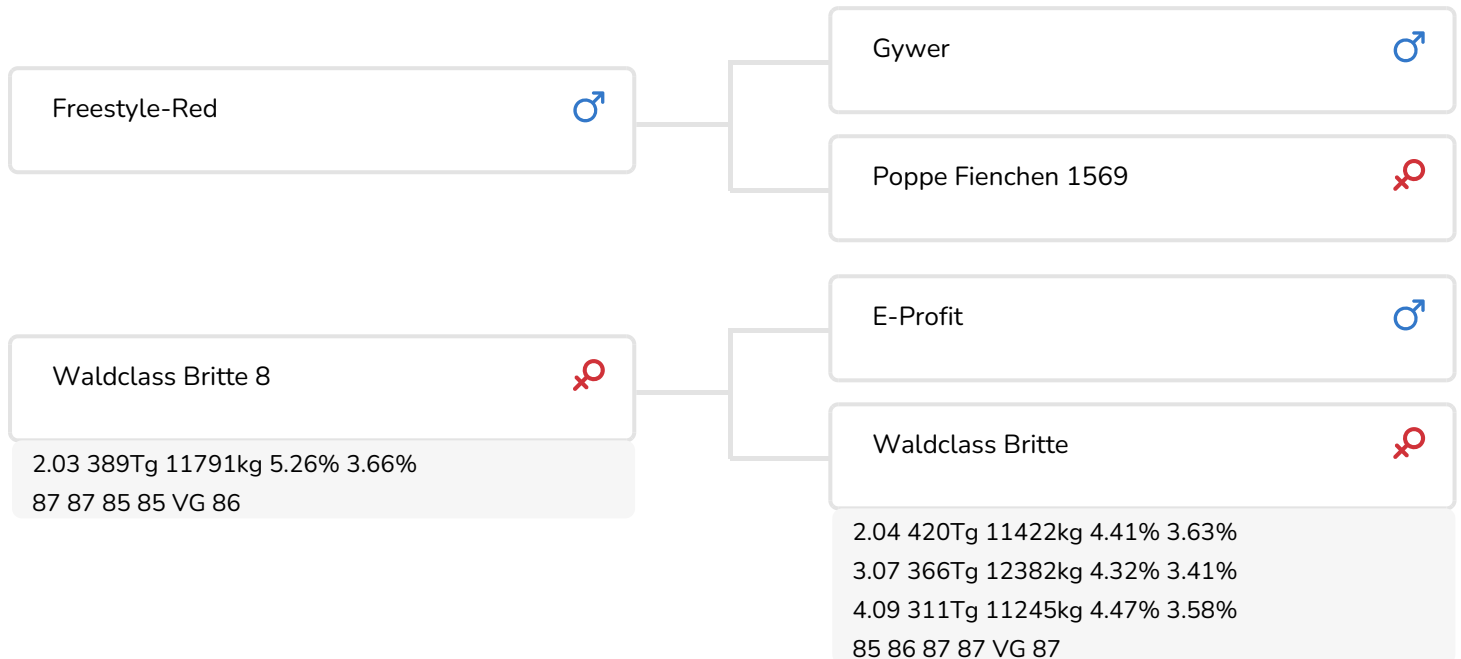 Freestyle-Red
Gywer
Poppe Fienchen 1569
Waldclass Britte 8
2.03 389Tg 11791kg 5.26% 3.66%
87 87 85 85 VG 86
E-Profit
Waldclass Britte
2.04 420Tg 11422kg 4.41% 3.63%
3.07 366Tg 12382kg 4.32% 3.41%
4.09 311Tg 11245kg 4.47% 3.58%
85 86 87 87 VG 87